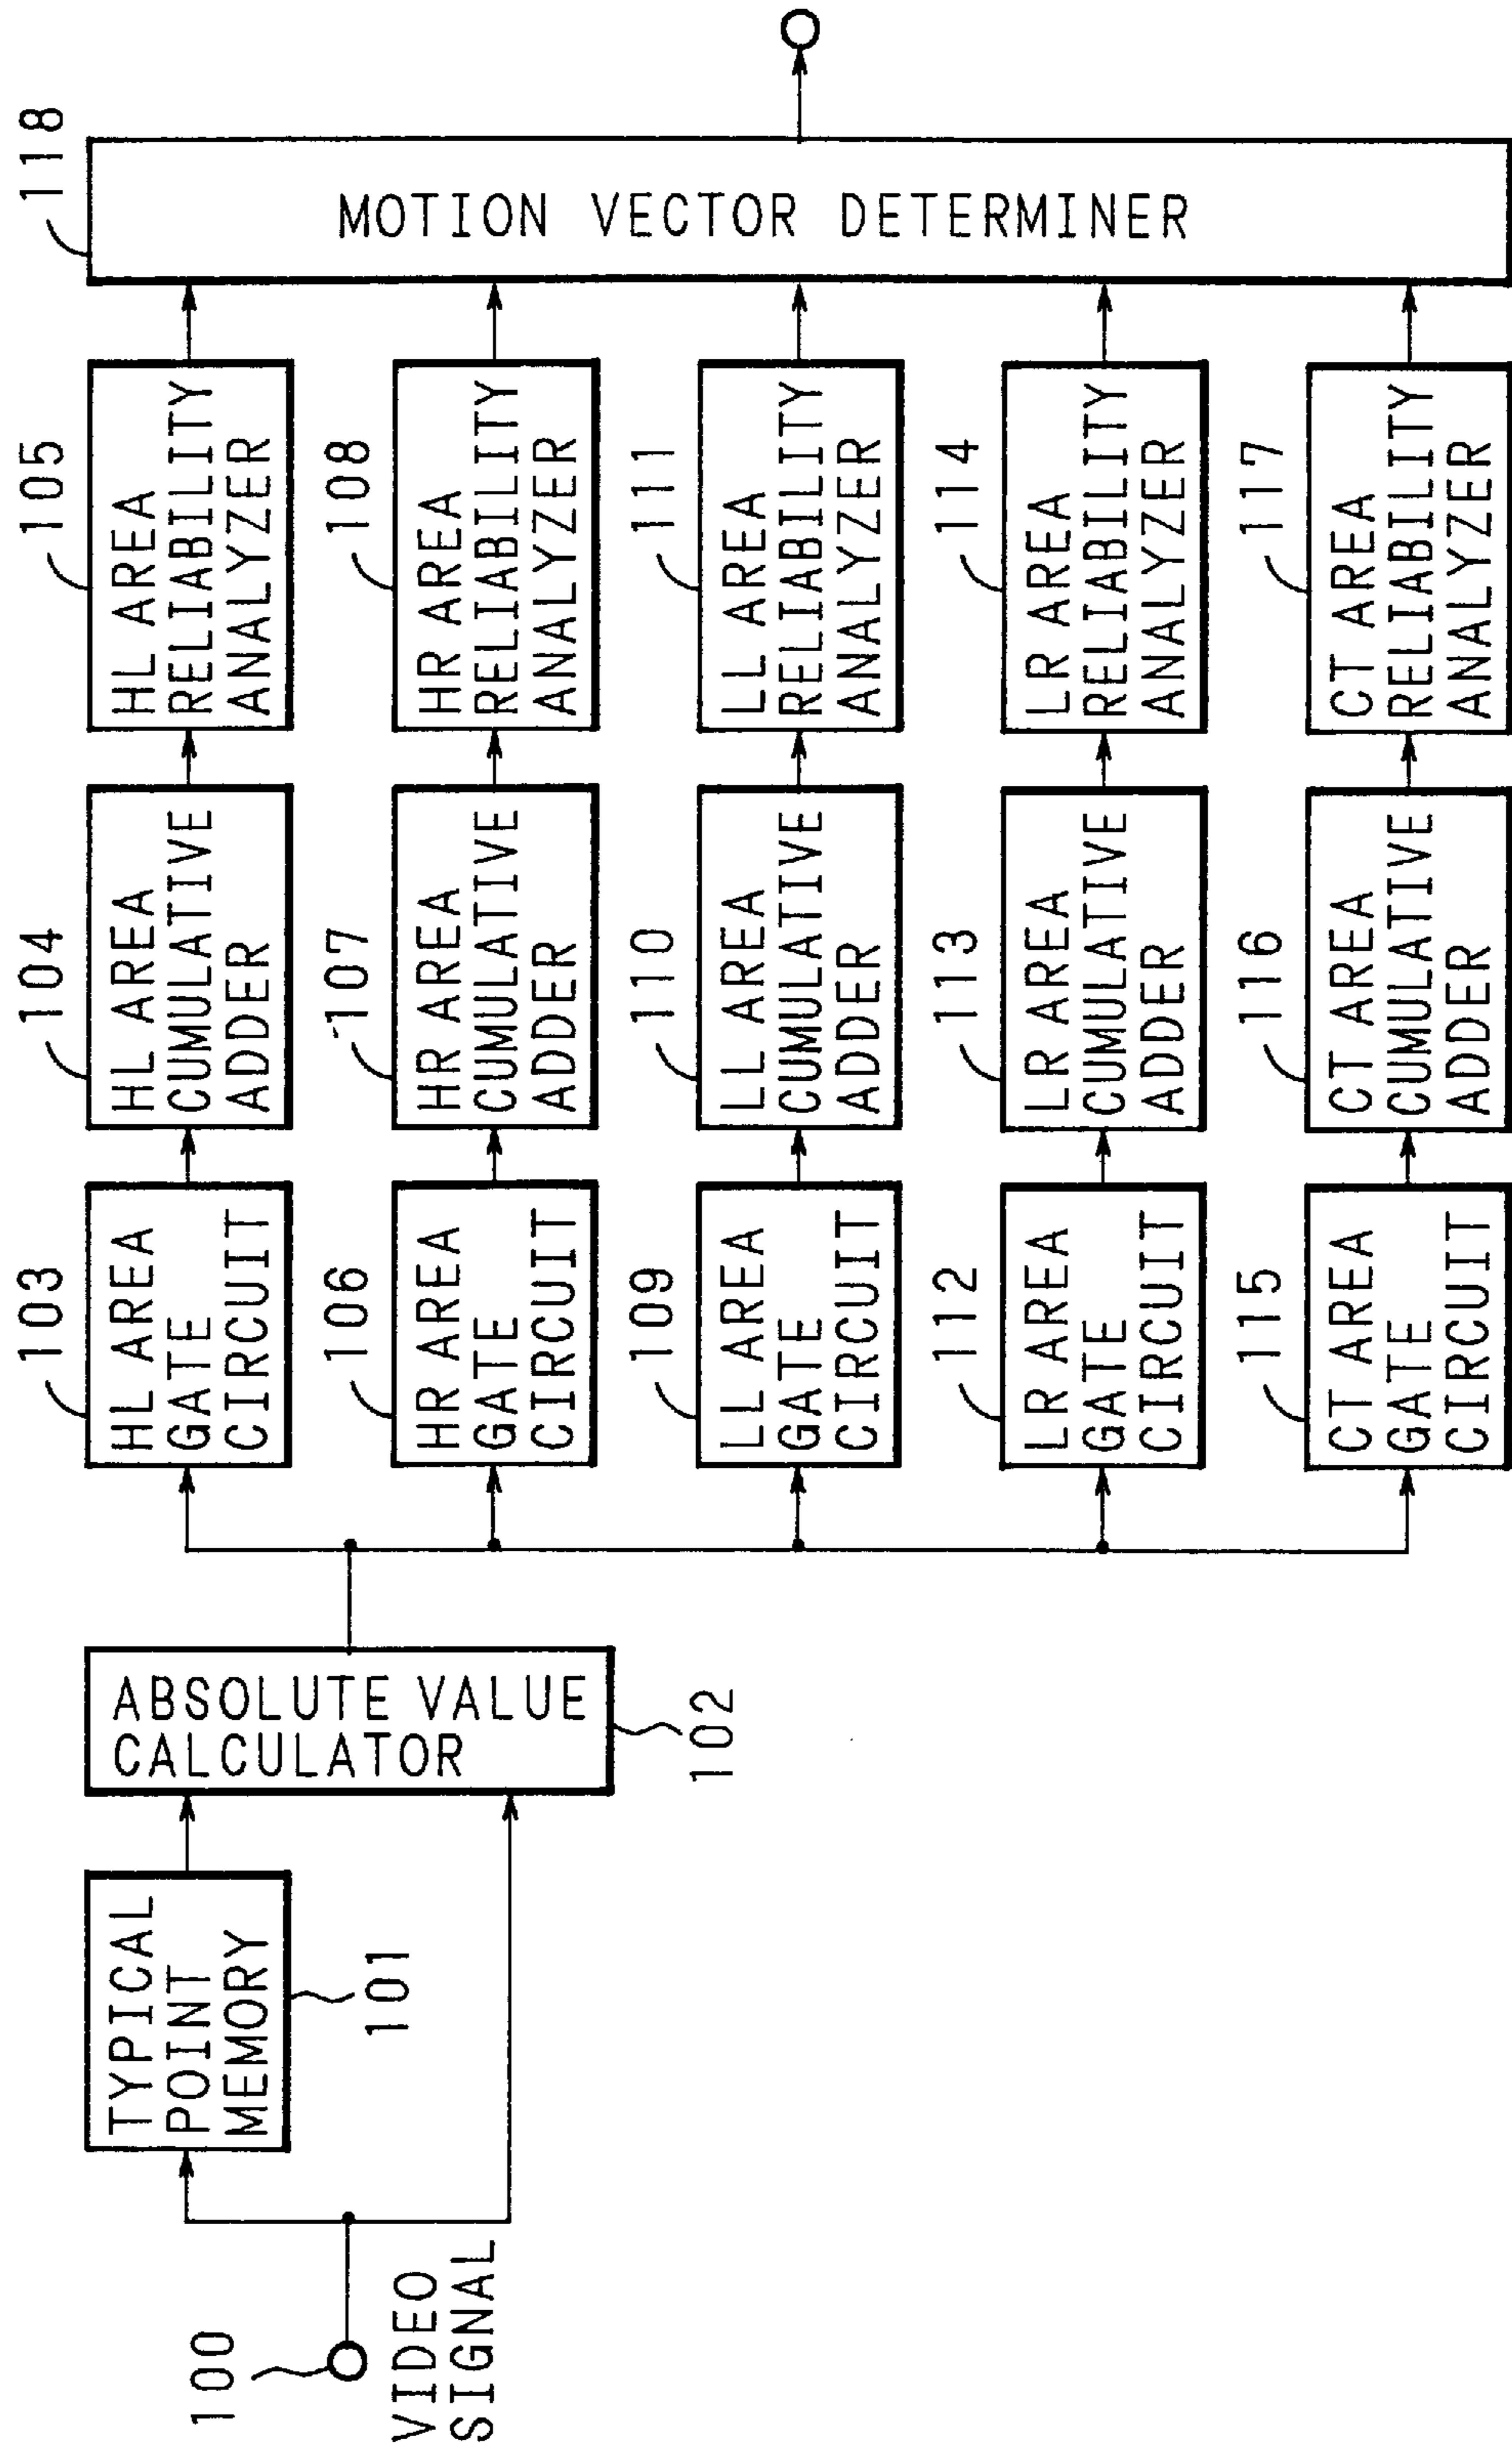 100
VIDEO
SIGNAL
TYPICAL
POINT
MEMORY
101
ABSOLUTE VALUE
CALCULATOR
102
103
HL AREA
GATE
CIRCUIT
104
HL AREA
CUMULATIVE
ADDER
105
HL AREA
RELIABILITY
ANALYZER
106
HR AREA
GATE
CIRCUIT
107
HR AREA
CUMULATIVE
ADDER
108
HR AREA
RELIABILITY
ANALYZER
109
LL AREA
GATE
CIRCUIT
110
LL AREA
CUMULATIVE
ADDER
111
LL AREA
RELIABILITY
ANALYZER
112
LR AREA
GATE
CIRCUIT
113
LR AREA
CUMULATIVE
ADDER
114
LR AREA
RELIABILITY
ANALYZER
115
CT AREA
GATE
CIRCUIT
116
CT AREA
CUMULATIVE
ADDER
117
CT AREA
RELIABILITY
ANALYZER
118
MOTION VECTOR DETERMINER